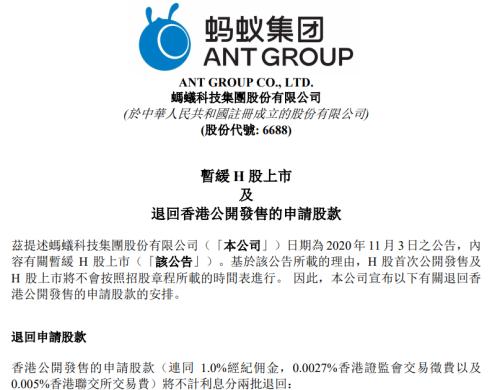 蚂蚁集团
ANT GROUP
ANT GROUP CO., LTD.
螞蟻科技集團股份有限公司
(於中華人民共和國註冊成立的股份有限公司)
(股份代號: 6688)
暫緩 H 股上市
及
退回香港公開發售的申請股款
茲提述螞蟻科技集團股份有限公司（「本公司」）日期為 2020 年 11 月 3 日之公告，內
容有關暫緩 H 股上市（「該公告」）。基於該公告所載的理由，H 股首次公開發售及
H 股上市將不會按照招股章程所載的時間表進行。 因此，本公司宣布以下有關退回香
港公開發售的申請股款的安排。
退回申請股款
香港公開發售的申請股款（連同 1.0%經紀佣金，0.0027%香港證監會交易徵費以及
0.005%香港聯交所交易費）將不計利息分兩批退回：